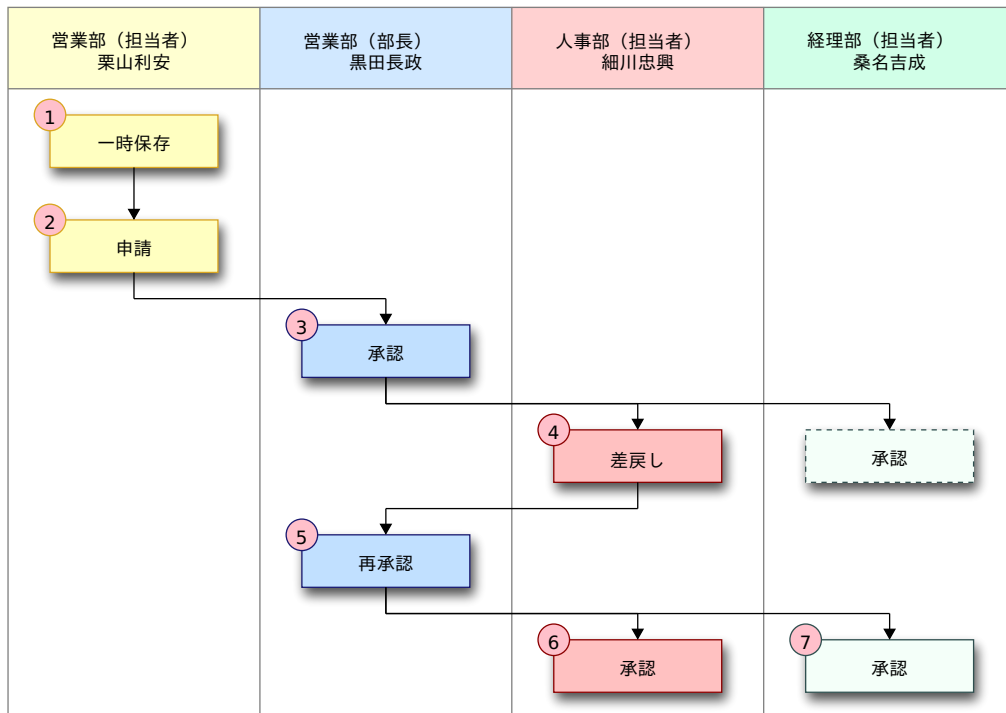 営業部（担当者）
栗山利安
営業部（部長）
黒田長政
人事部（担当者）
細川忠興
経理部（担当者）
桑名吉成
1
一時保存
2
申請
3
承認
4
差戻し
承認
5
再承認
6
承認
7
承認